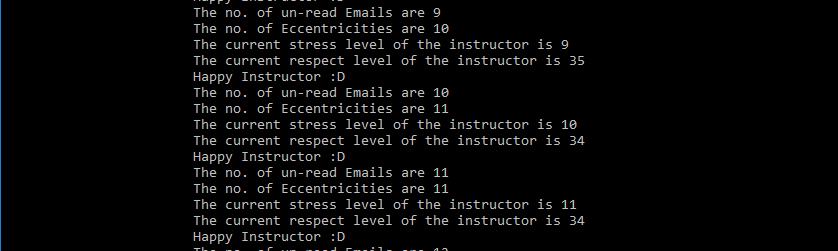 Happy Instructor :D
The no. of un-read Emails are 9
The no. of Eccentricities are 10
The current stress level of the instructor is 9
The current respect level of the instructor is 35
Happy Instructor :D
The no. of un-read Emails are 10
The no. of Eccentricities are 11
The current stress level of the instructor is 10
The current respect level of the instructor is 34
Happy Instructor :D
The no. of un-read Emails are 11
The no. of Eccentricities are 11
The current stress level of the instructor is 11
The current respect level of the instructor is 34
Happy Instructor :D
The no. of un-read Emails are 12